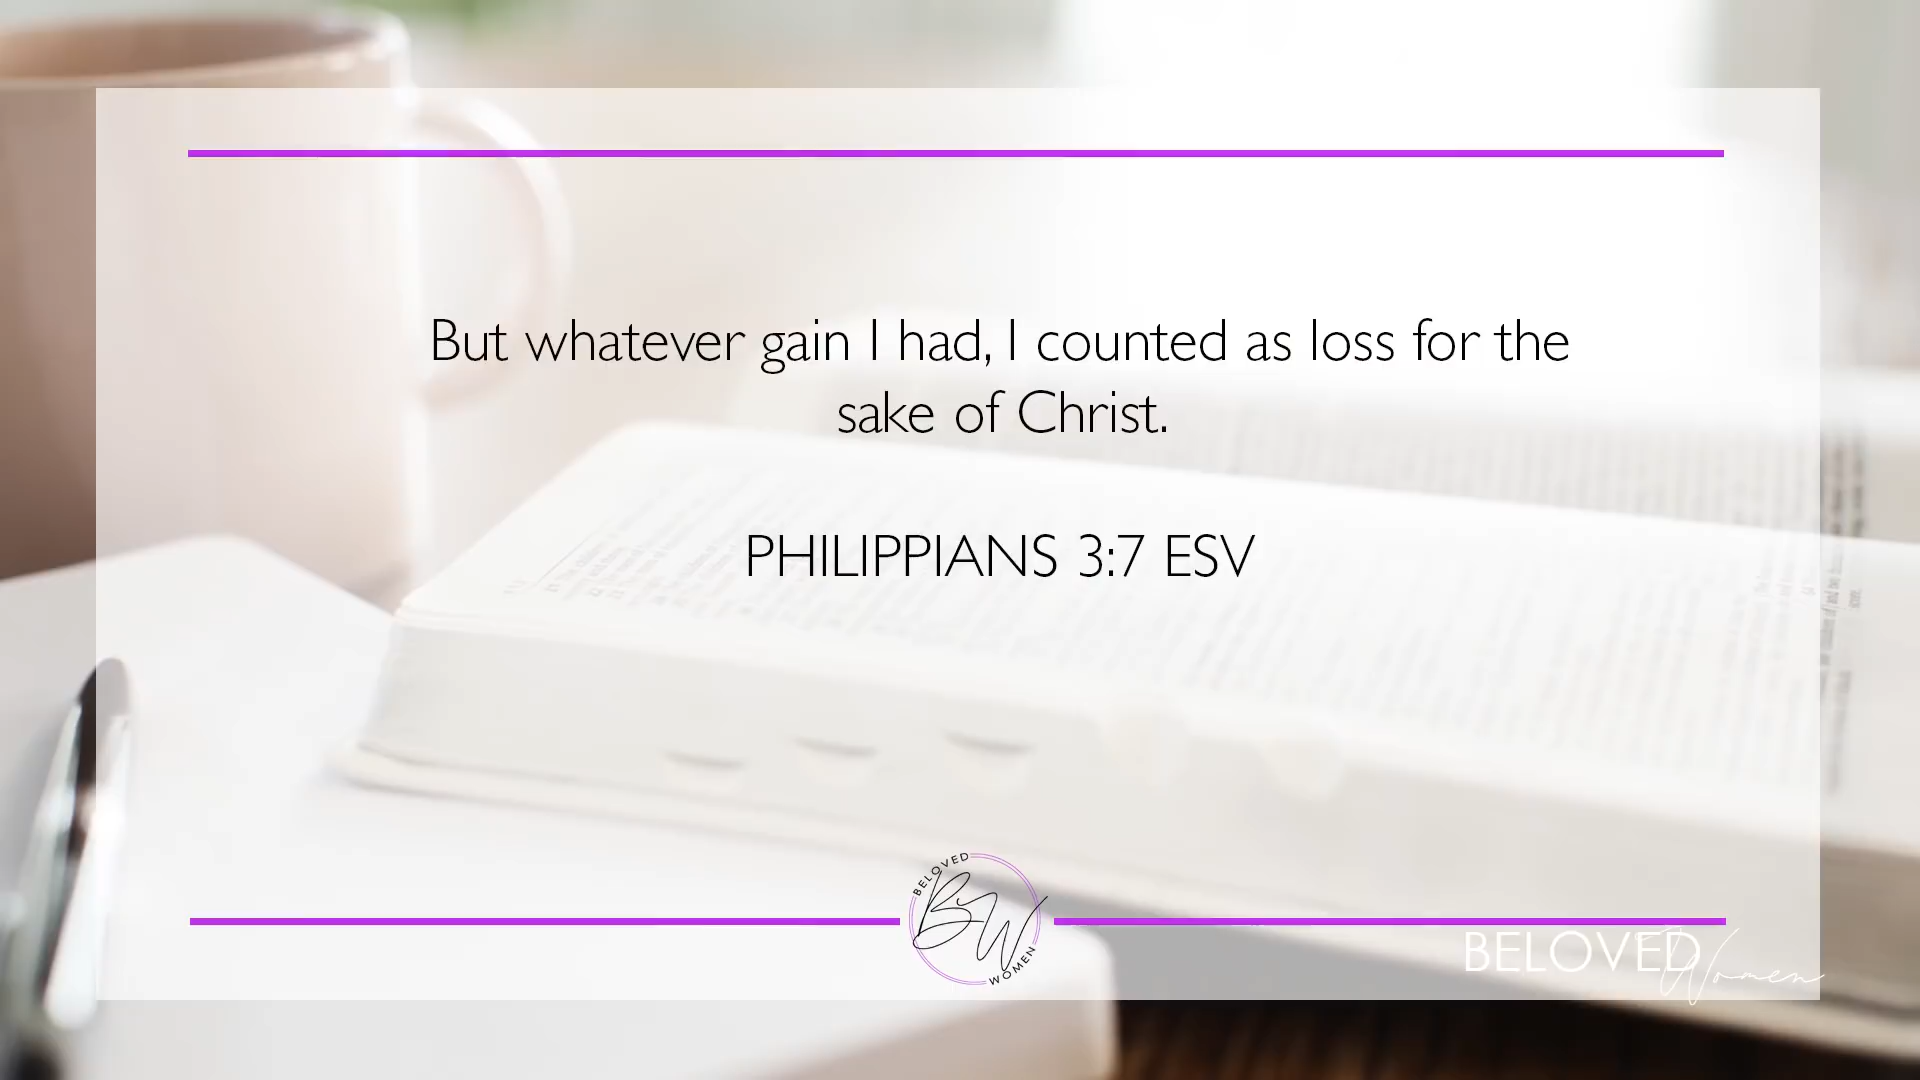 But whatever gain I had, I counted as loss for the
sake of Christ.
PHILIPPIANS 3:7 ESV
BELOVED
BW
WOMEN
BELOVED
Women